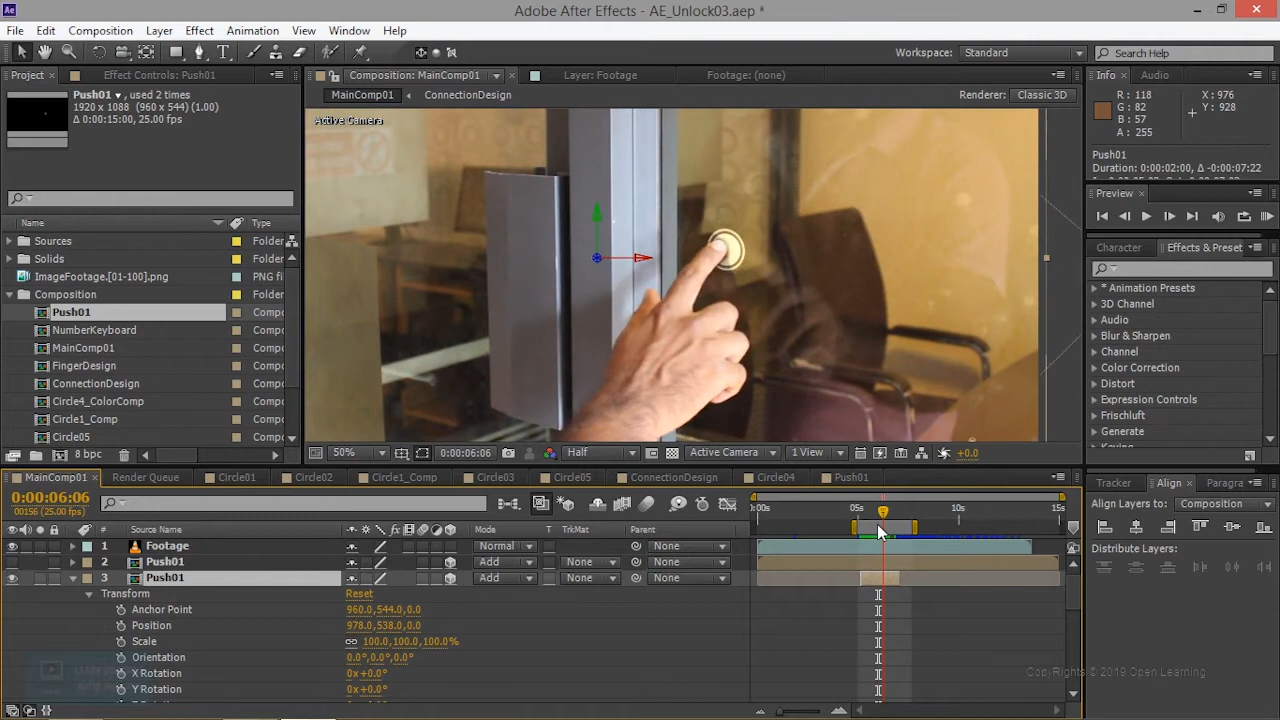 Ae
Adobe After Effects - AE_Unlock03.aep *
File Edit Composition Layer Effect Animation View Window Help
T
Workspace: Standard
Search Help
Project
Effect Controls: Push01
Composition: MainComp01
Layer: Footage
Footage: (none)
Info Audio
Push01 , used 2 times
1920 x 1088 (960 x 544) (1.00)
Δ 0:00:15:00, 25.00 fps
MainComp01
ConnectionDesign
Renderer: Classic 3D
Active Camera
R : 118
G : 82
B : 57
A : 255
X : 976
Y : 928
Push01
Duration: 0:00:02:00, Δ -0:00:07:22
Preview
Name
Type
Sources Folder
Solids Folder
ImageFootage.[01-100].png PNG fi
Composition Folder
Push01 Compo
NumberKeyboard Compo
MainComp01 Compo
FingerDesign Compo
ConnectionDesign Compo
Circle4_ColorComp Compo
Circle1_Comp Compo
Circle05 Compo
8 bpc
Character
Effects & Preset
* Animation Presets
3D Channel
Audio
Blur & Sharpen
Channel
Color Correction
Distort
Expression Controls
Frischluft
Generate
50%
0:00:06:06
Half
Active Camera
1 View
+0.0
MainComp01
Render Queue
Circle01
Circle02
Circle1_Comp
Circle03
Circle05
ConnectionDesign
Circle04
Push01
Tracker
Align
Paragra
0:00:06:06
00156 (25.00 fps)
:00s 05s 10s 15s
Align Layers to: Composition
# Source Name fx Mode T TrkMat Parent
Distribute Layers:
1 Footage Normal None
2 Push01 Add None None
3 Push01 Add None None
Transform Reset
Anchor Point 960.0,544.0,0.0
Position 978.0,538.0,0.0
Scale 100.0,100.0,100.0%
Orientation 0.0°,0.0°,0.0°
X Rotation 0x+0.0°
Y Rotation 0x+0.0°
CopyRights © 2019 Open Learning